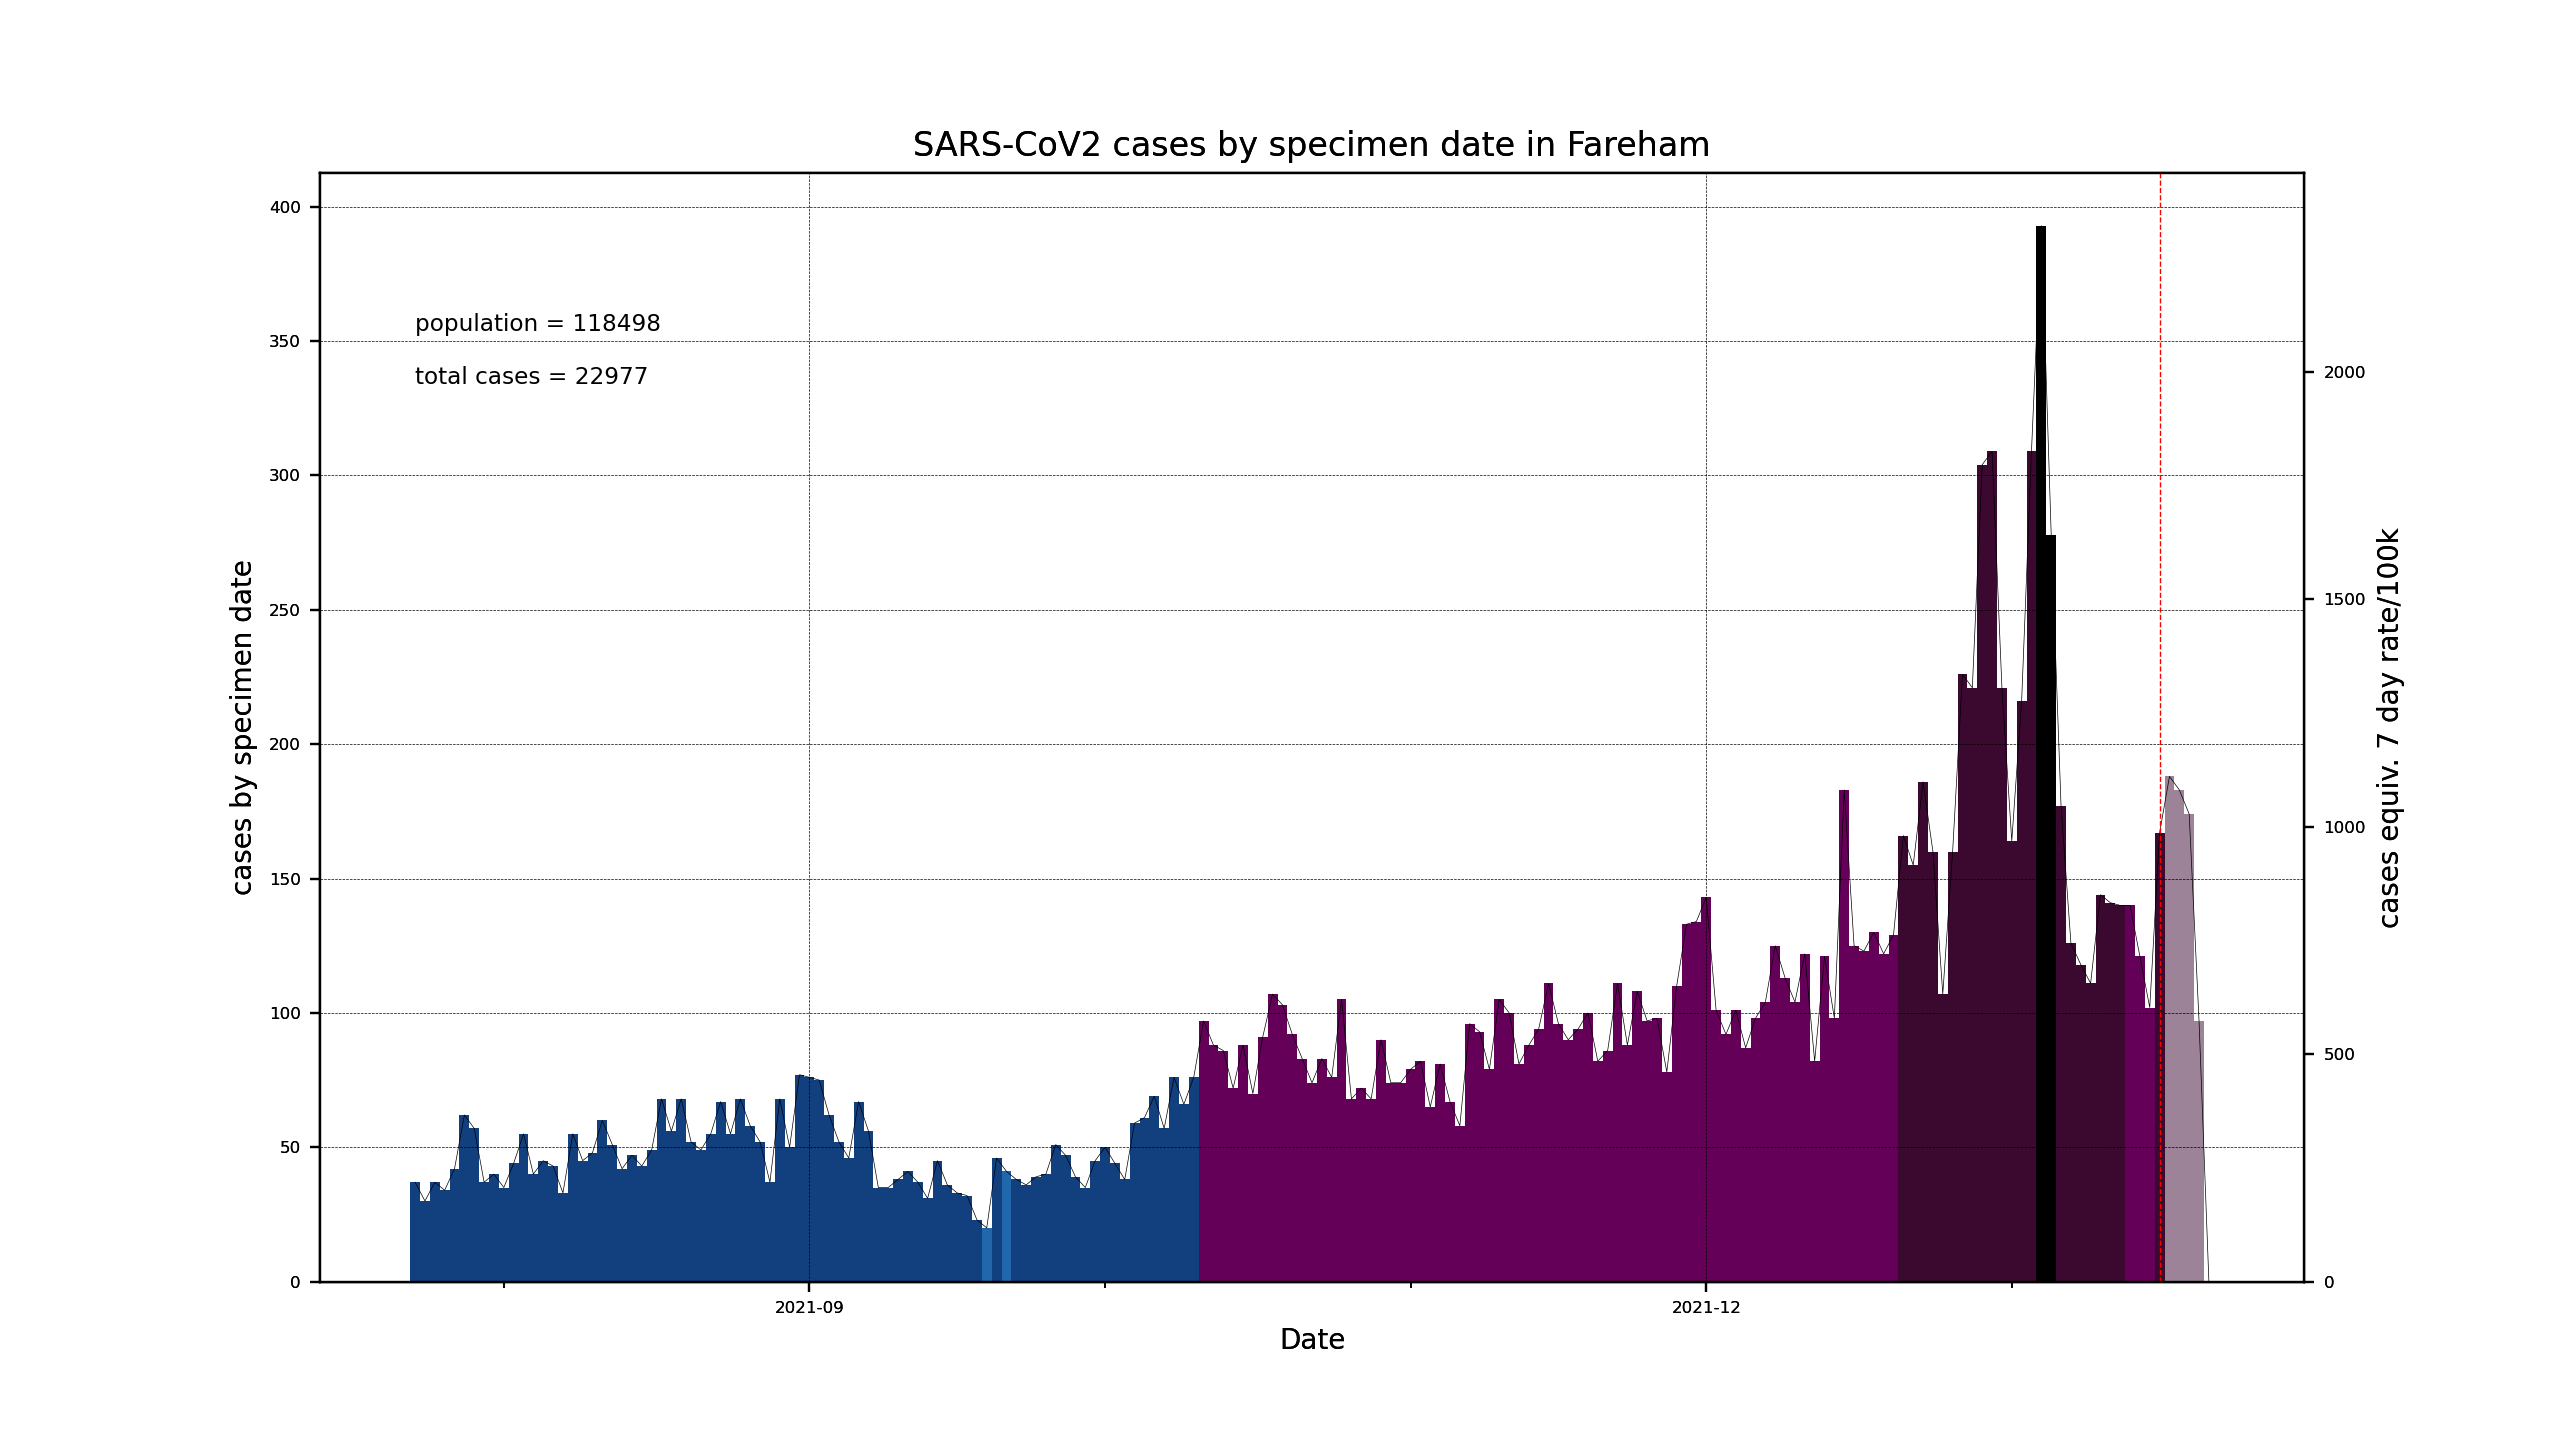 SARS-CoV2 cases by specimen date in Fareham
population = 118498
total cases = 22977
cases by specimen date
400
350
300
250
200
150
100
50
0
2000
1500
1000
500
0
cases equiv. 7 day rate/100k
2021-09
2021-12
Date